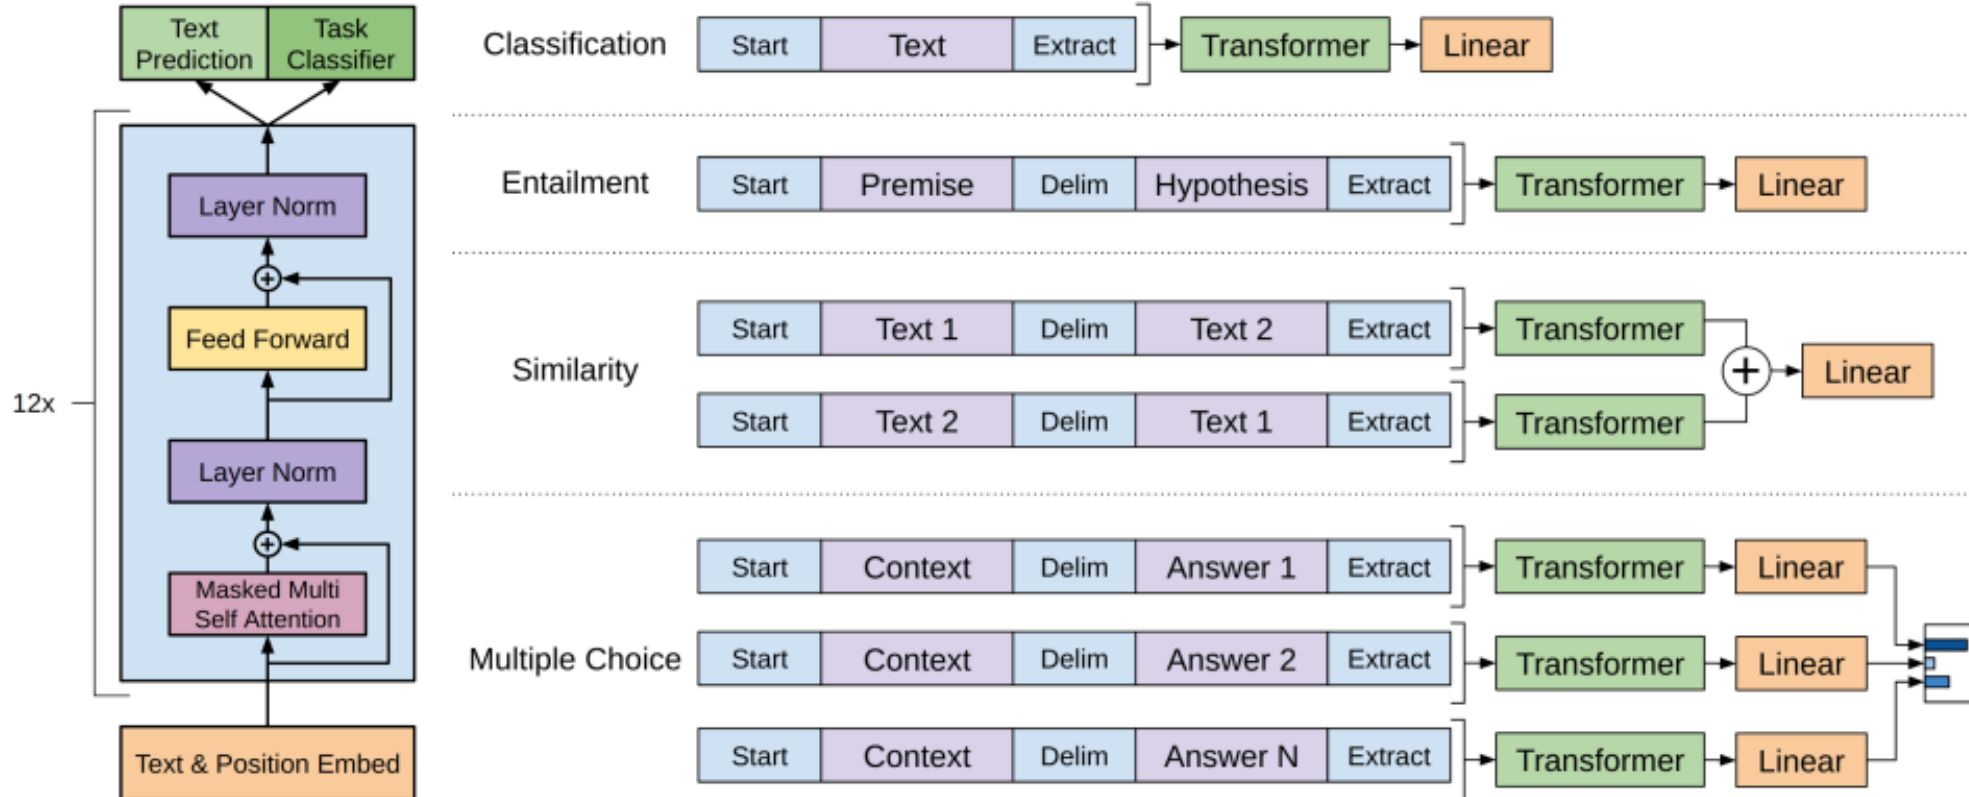 Text
Prediction
Task
Classifier
Layer Norm
+
Feed Forward
12x
Layer Norm
+
Masked Multi
Self Attention
Text & Position Embed
Classification
Start Text Extract Transformer Linear
Entailment
Start Premise Delim Hypothesis Extract Transformer Linear
Similarity
Start Text 1 Delim Text 2 Extract Transformer
+ Linear
Start Text 2 Delim Text 1 Extract Transformer
Multiple Choice
Start Context Delim Answer 1 Extract Transformer Linear
Start Context Delim Answer 2 Extract Transformer Linear
Start Context Delim Answer N Extract Transformer Linear